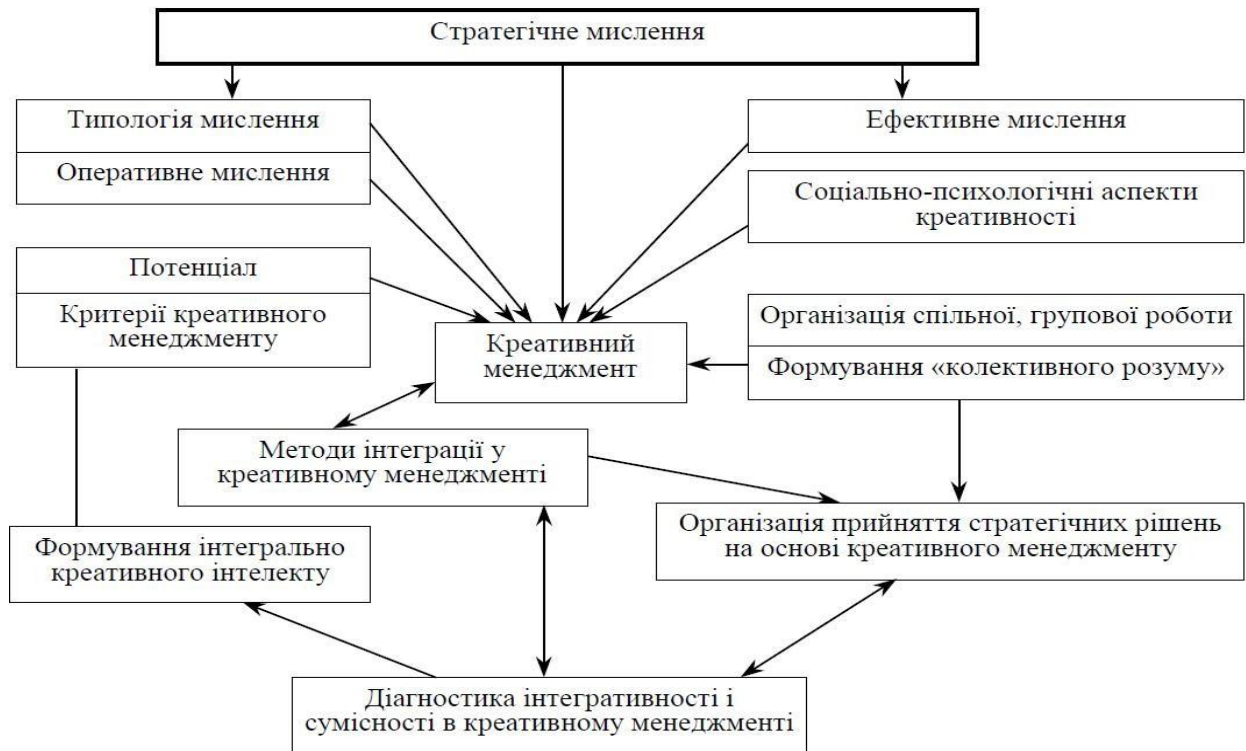 Стратегічне мислення
Типологія мислення
Оперативне мислення
Ефективне мислення
Соціально-психологічні аспекти
креативності
Потенціал
Критерії креативного
менеджменту
Креативний
менеджмент
Організація спільної, групової роботи
Формування «колективного розуму»
Методи інтеграції у
креативному менеджменті
Формування інтегрально
креативного інтелекту
Організація прийняття стратегічних рішень
на основі креативного менеджменту
Діагностика інтегративності і
сумісності в креативному менеджменті